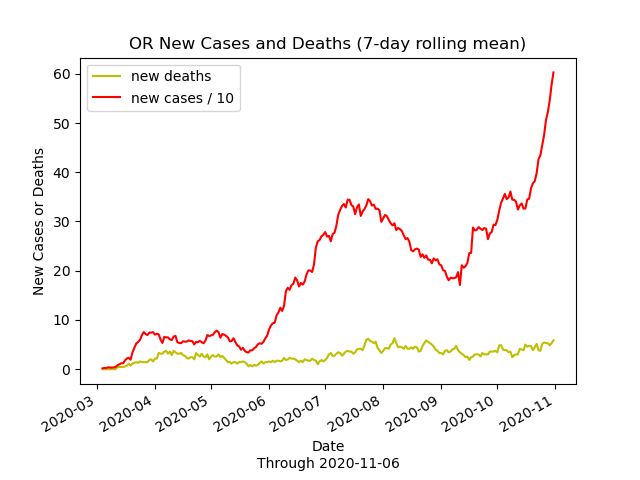 OR New Cases and Deaths (7-day rolling mean)
new deaths
new cases / 10
New Cases or Deaths
60
50
40
30
20
10
0
2020-03
2020-04
2020-05
2020-06
2020-07
2020-08
2020-09
2020-10
2020-11
Date
Through 2020-11-06